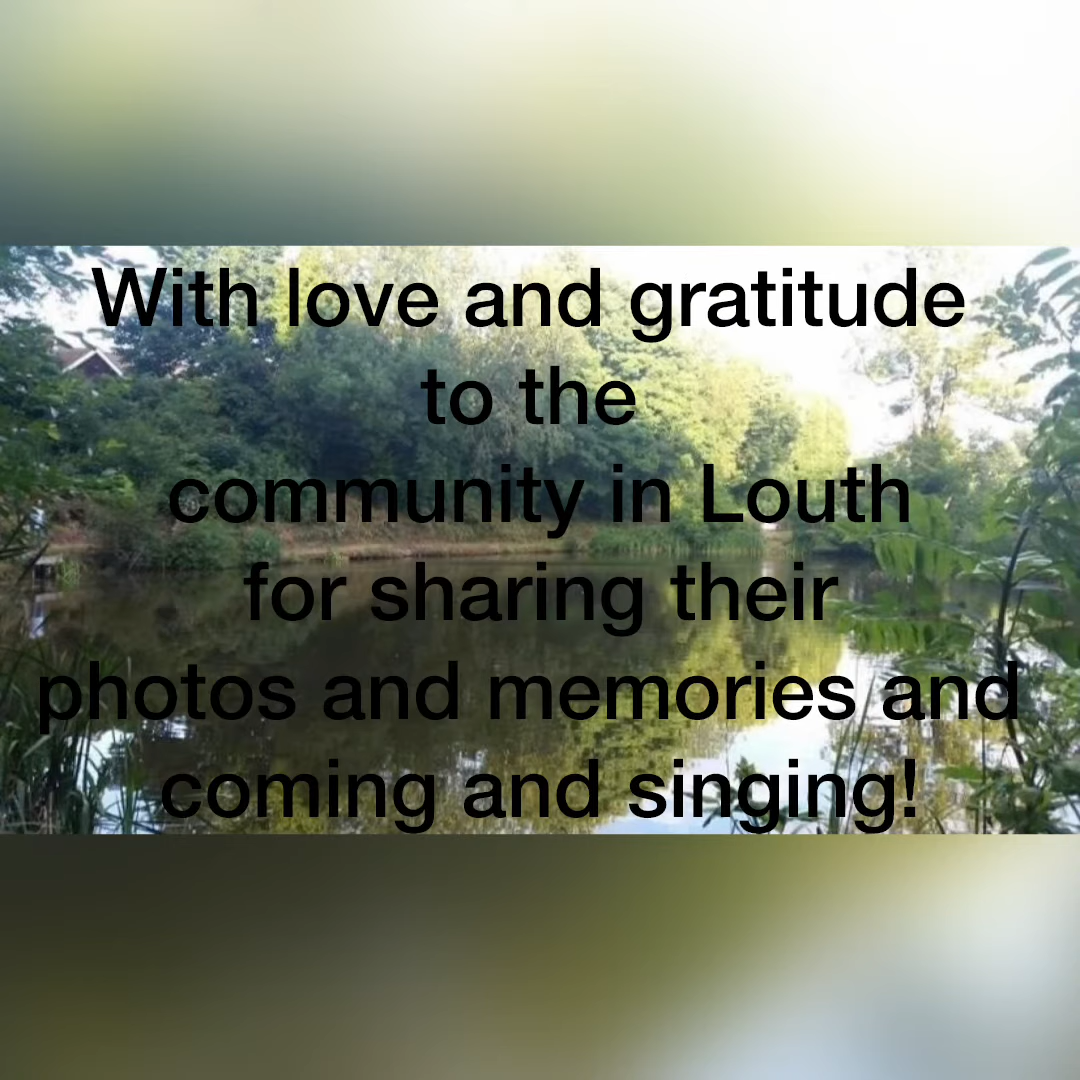 With love and gratitude
to the
community in Louth
for sharing their
photos and memories and
coming and singing!